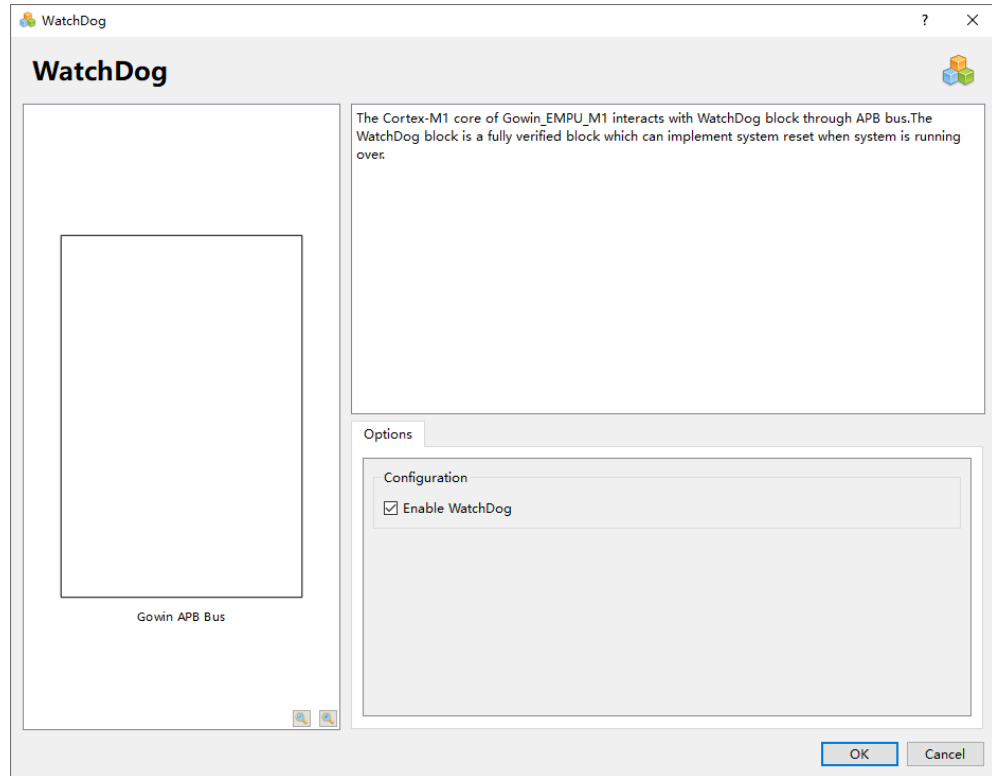 WatchDog
?
WatchDog
The Cortex-M1 core of Gowin_EMPU_M1 interacts with WatchDog block through APB bus.The
WatchDog block is a fully verified block which can implement system reset when system is running
over.
Gowin APB Bus
Options
Configuration
Enable WatchDog
OK
Cancel